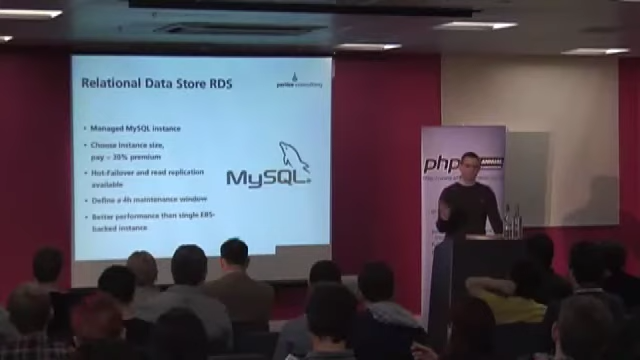 Relational Data Store RDS
• Managed MySQL instance
• Choose instance size,
pay ~ 30% premium
• Hot-Failover and read replication
available
• Define a 4h maintenance window
• Better performance than single EBS-
backed instance
MySQL
php